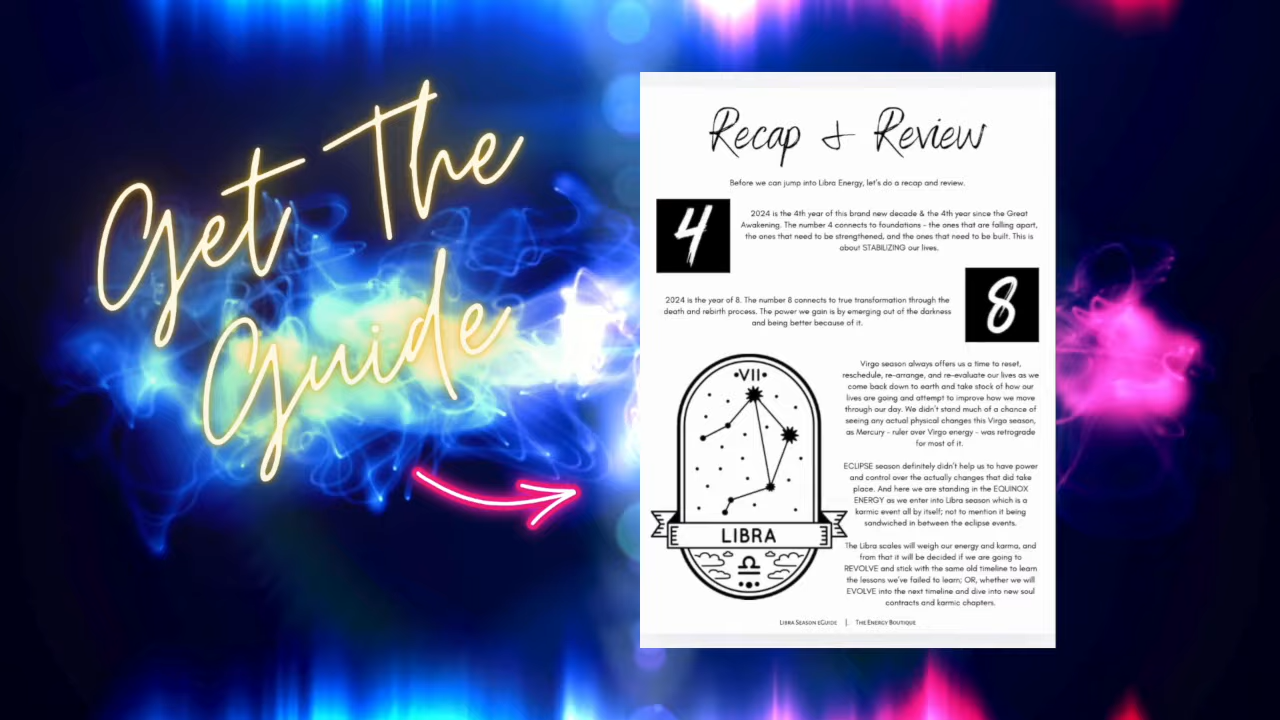 Get The
Guide
Recap & Review
Before we can jump into Libra Energy, let's do a recap and review.
4
2024 is the 4th year of this brand new decade & the 4th year since the Great
Awakening. The number 4 connects to foundations - the ones that are falling apart,
the ones that need to be strengthened, and the ones that need to be built. This is
about STABILIZING our lives.
2024 is the year of 8. The number 8 connects to true transformation through the
death and rebirth process. The power we gain is by emerging out of the darkness
and being better because of it.
8
•VII•
LIBRA
Virgo season always offers us a time to reset,
reschedule, re-arrange, and re-evaluate our lives as we
come back down to earth and take stock of how our
lives are going and attempt to improve how we move
through our day. We didn't stand much of a chance of
seeing any actual physical changes this Virgo season,
as Mercury - ruler over Virgo energy - was retrograde
for most of it.
ECLIPSE season definitely didn't help us to have power
and control over the actually changes that did take
place. And here we are standing in the EQUINOX
ENERGY as we enter into Libra season which is a
karmic event all by itself; not to mention it being
sandwiched in between the eclipse events.
The Libra scales will weigh our energy and karma, and
from that it will be decided if we are going to
REVOLVE and stick with the same old timeline to learn
the lessons we've failed to learn; OR, whether we will
EVOLVE into the next timeline and dive into new soul
contracts and karmic chapters.
Libra Season eGuide | The Energy Boutique